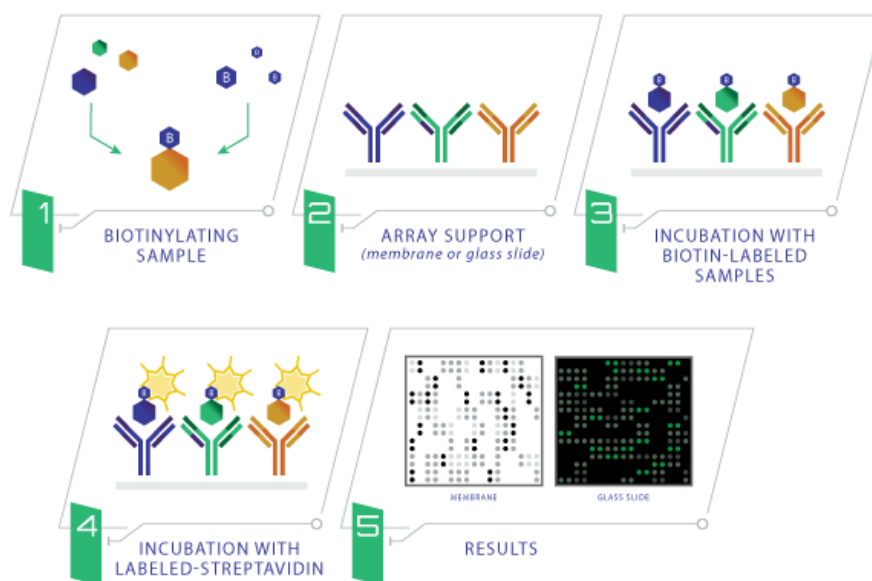 B
B
B
B
1
BIOTINYLATING
SAMPLE
2
ARRAY SUPPORT
(membrane or glass slide)
B
B
B
3
INCUBATION WITH
BIOTIN-LABELED
SAMPLES
B
B
B
4
INCUBATION WITH
LABELED-STREPTAVIDIN
MEMBRANE
GLASS SLIDE
5
RESULTS